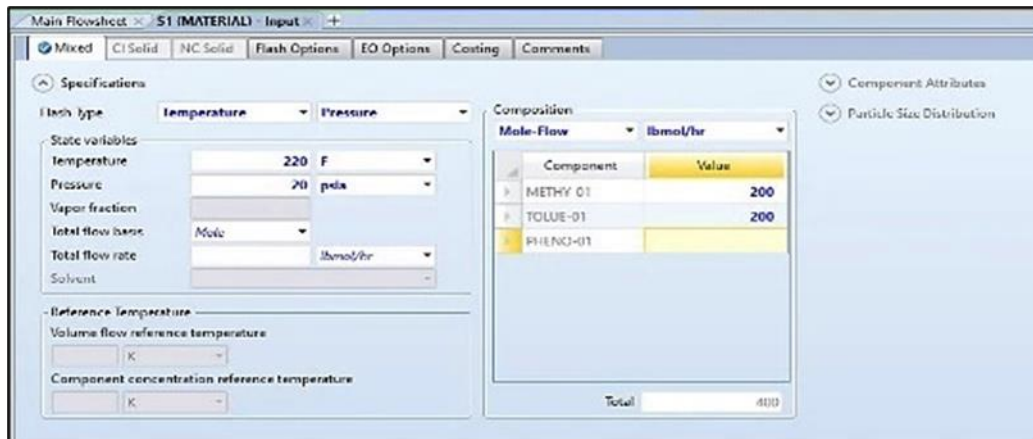 Main Flowsheet × S1 (MATERIAL) - Input × +
Mixed CI Solid NC Solid Flash Options EO Options Costing Comments
Specifications
Flash Type Temperature Pressure
State variables
Temperature 220 F
Pressure 20 psia
Vapor fraction
Total flow basis Mole
Total flow rate lbmol/hr
Solvent
Reference Temperature
Volume flow reference temperature
K
Component concentration reference temperature
K
Composition
Mole-Flow lbmol/hr
Component Value
METHY-01 200
TOLUE-01 200
PHENO-01
Total 400
Component Attributes
Particle Size Distribution